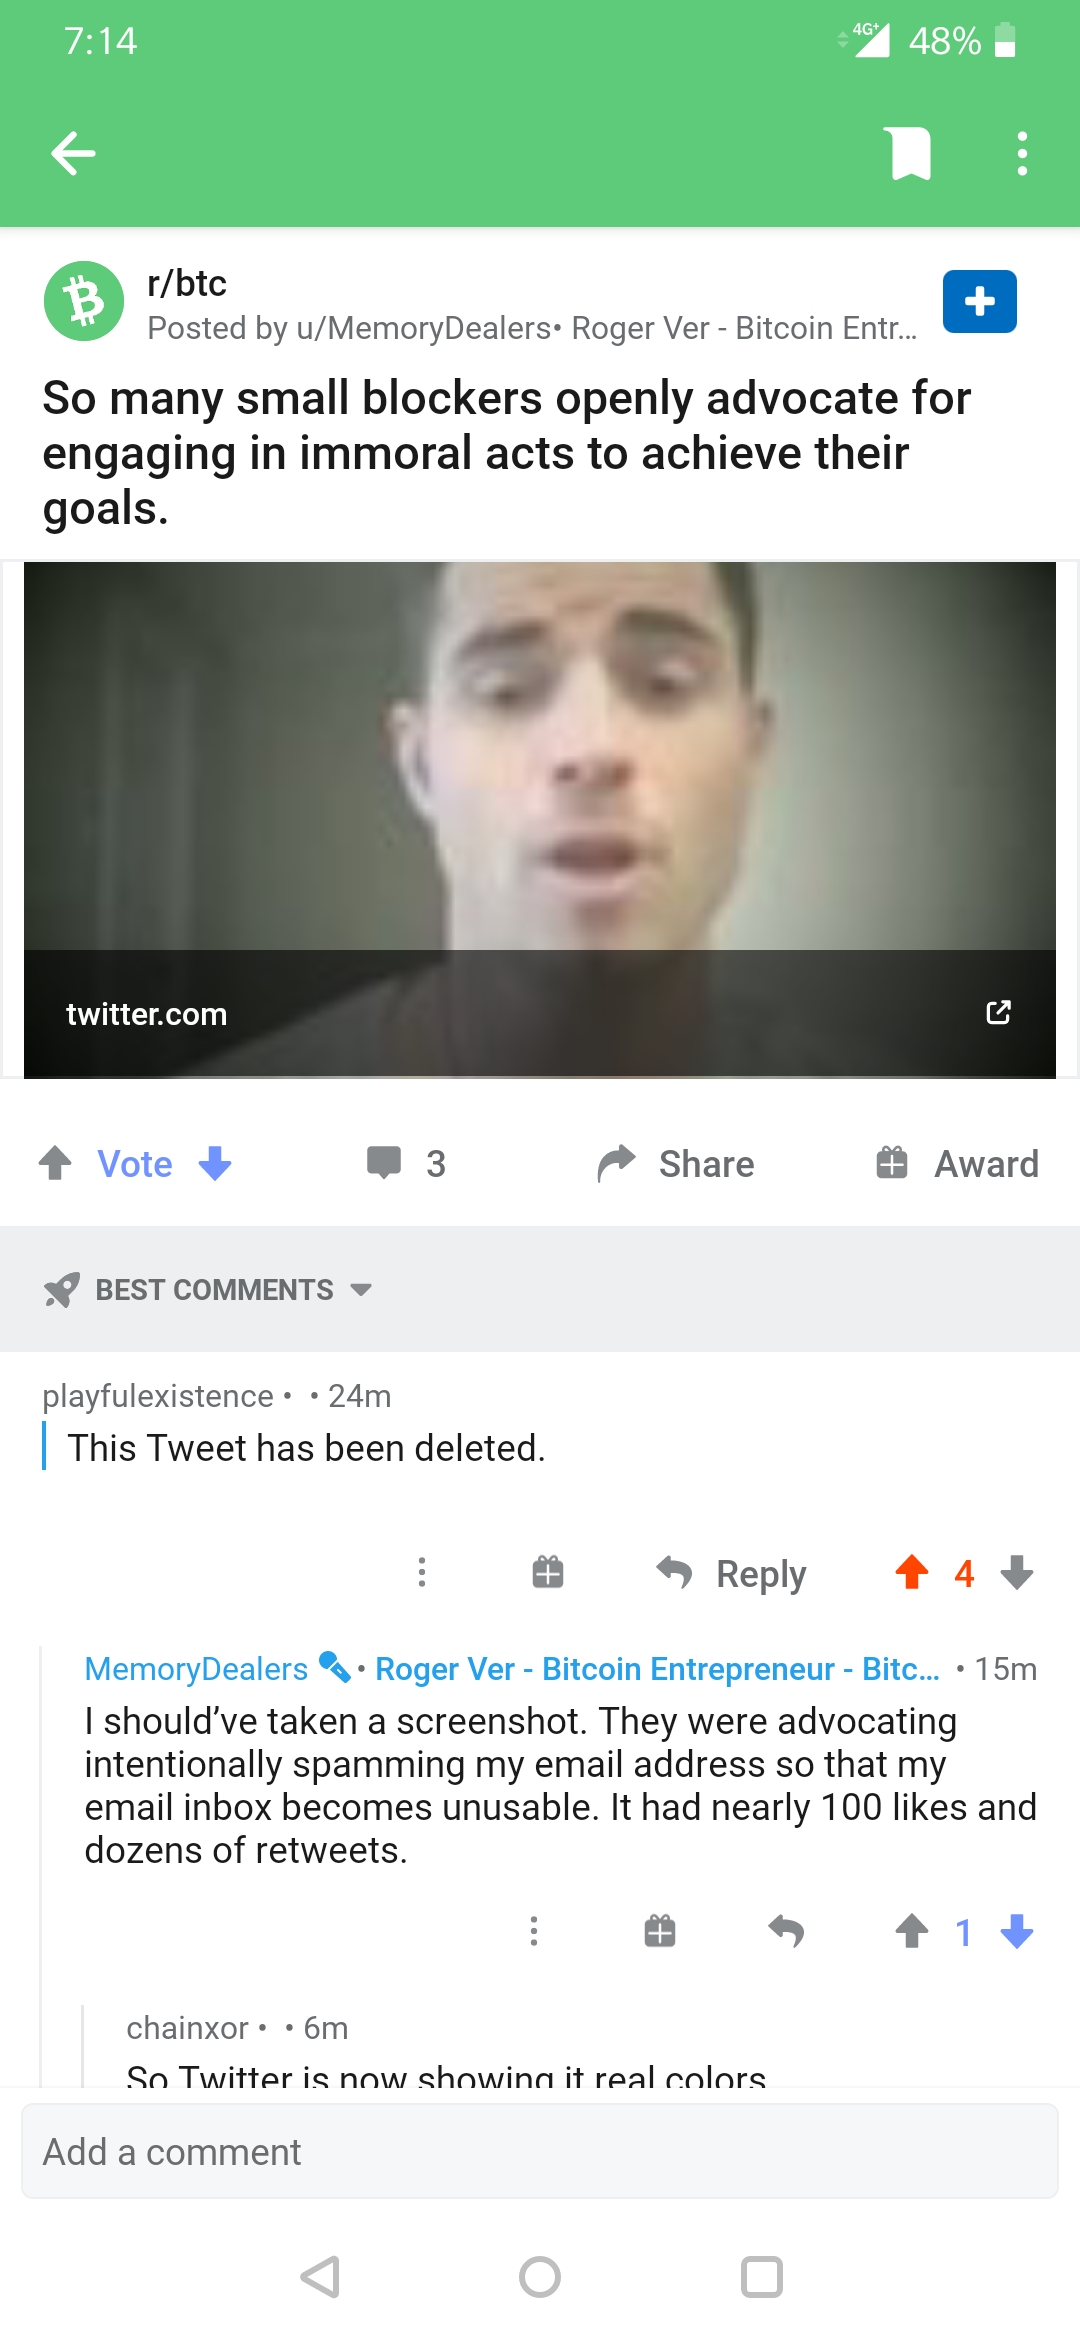 7:14
4G+ 48%
r/btc
Posted by u/MemoryDealers• Roger Ver - Bitcoin Entr...
So many small blockers openly advocate for
engaging in immoral acts to achieve their
goals.
twitter.com
Vote 3 Share Award
BEST COMMENTS
playfulexistence • • 24m
This Tweet has been deleted.
Reply 4
MemoryDealers • Roger Ver - Bitcoin Entrepreneur - Bitc... • 15m
I should’ve taken a screenshot. They were advocating
intentionally spamming my email address so that my
email inbox becomes unusable. It had nearly 100 likes and
dozens of retweets.
1
chainxor • • 6m
So Twitter is now showing it real colors
Add a comment